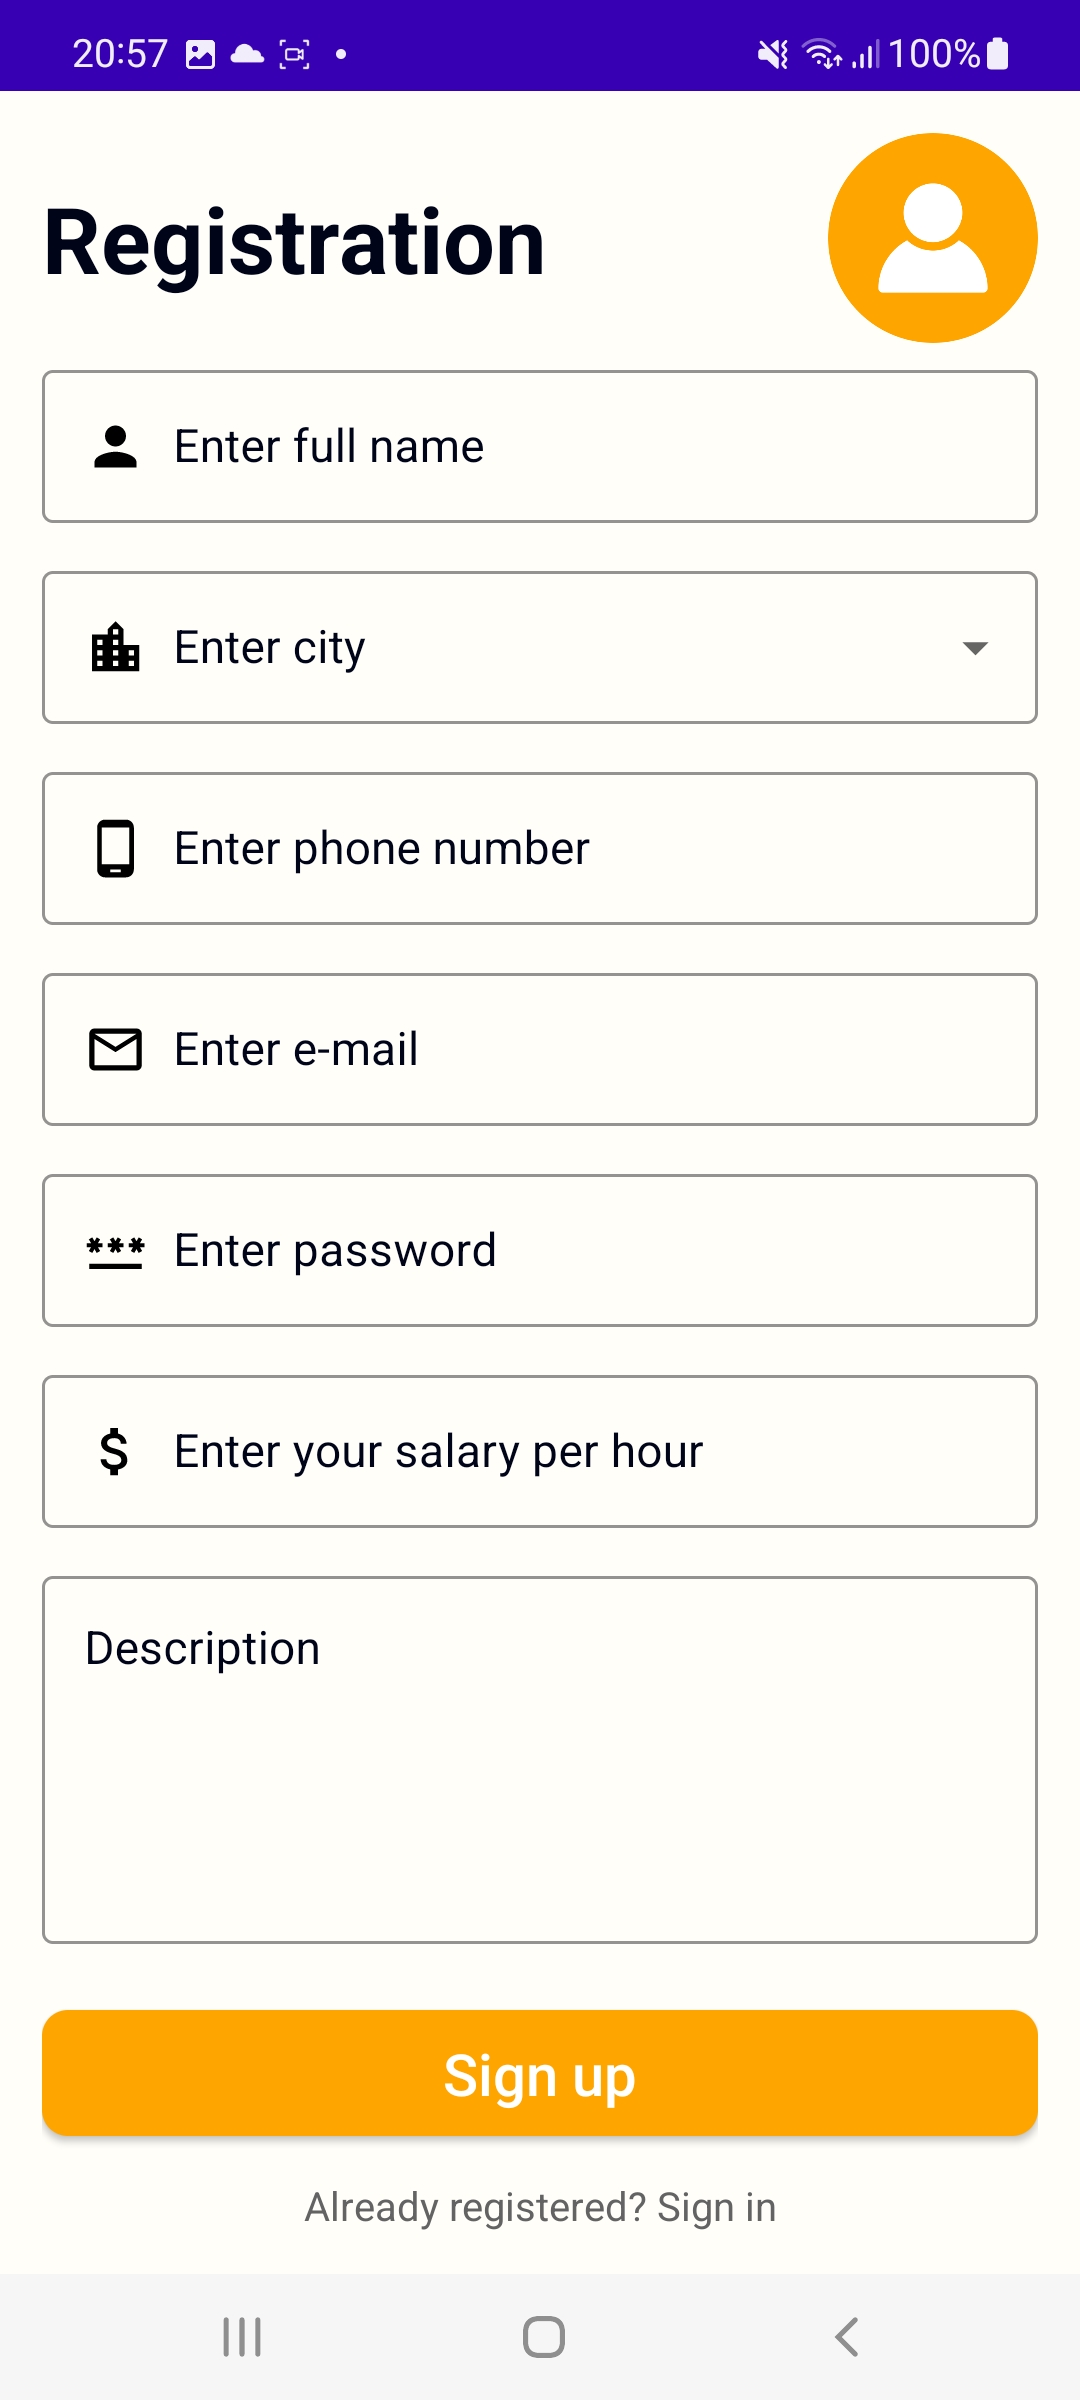 20:57 100%
Registration
Enter full name
Enter city
Enter phone number
Enter e-mail
Enter password
$ Enter your salary per hour
Description
Sign up
Already registered? Sign in